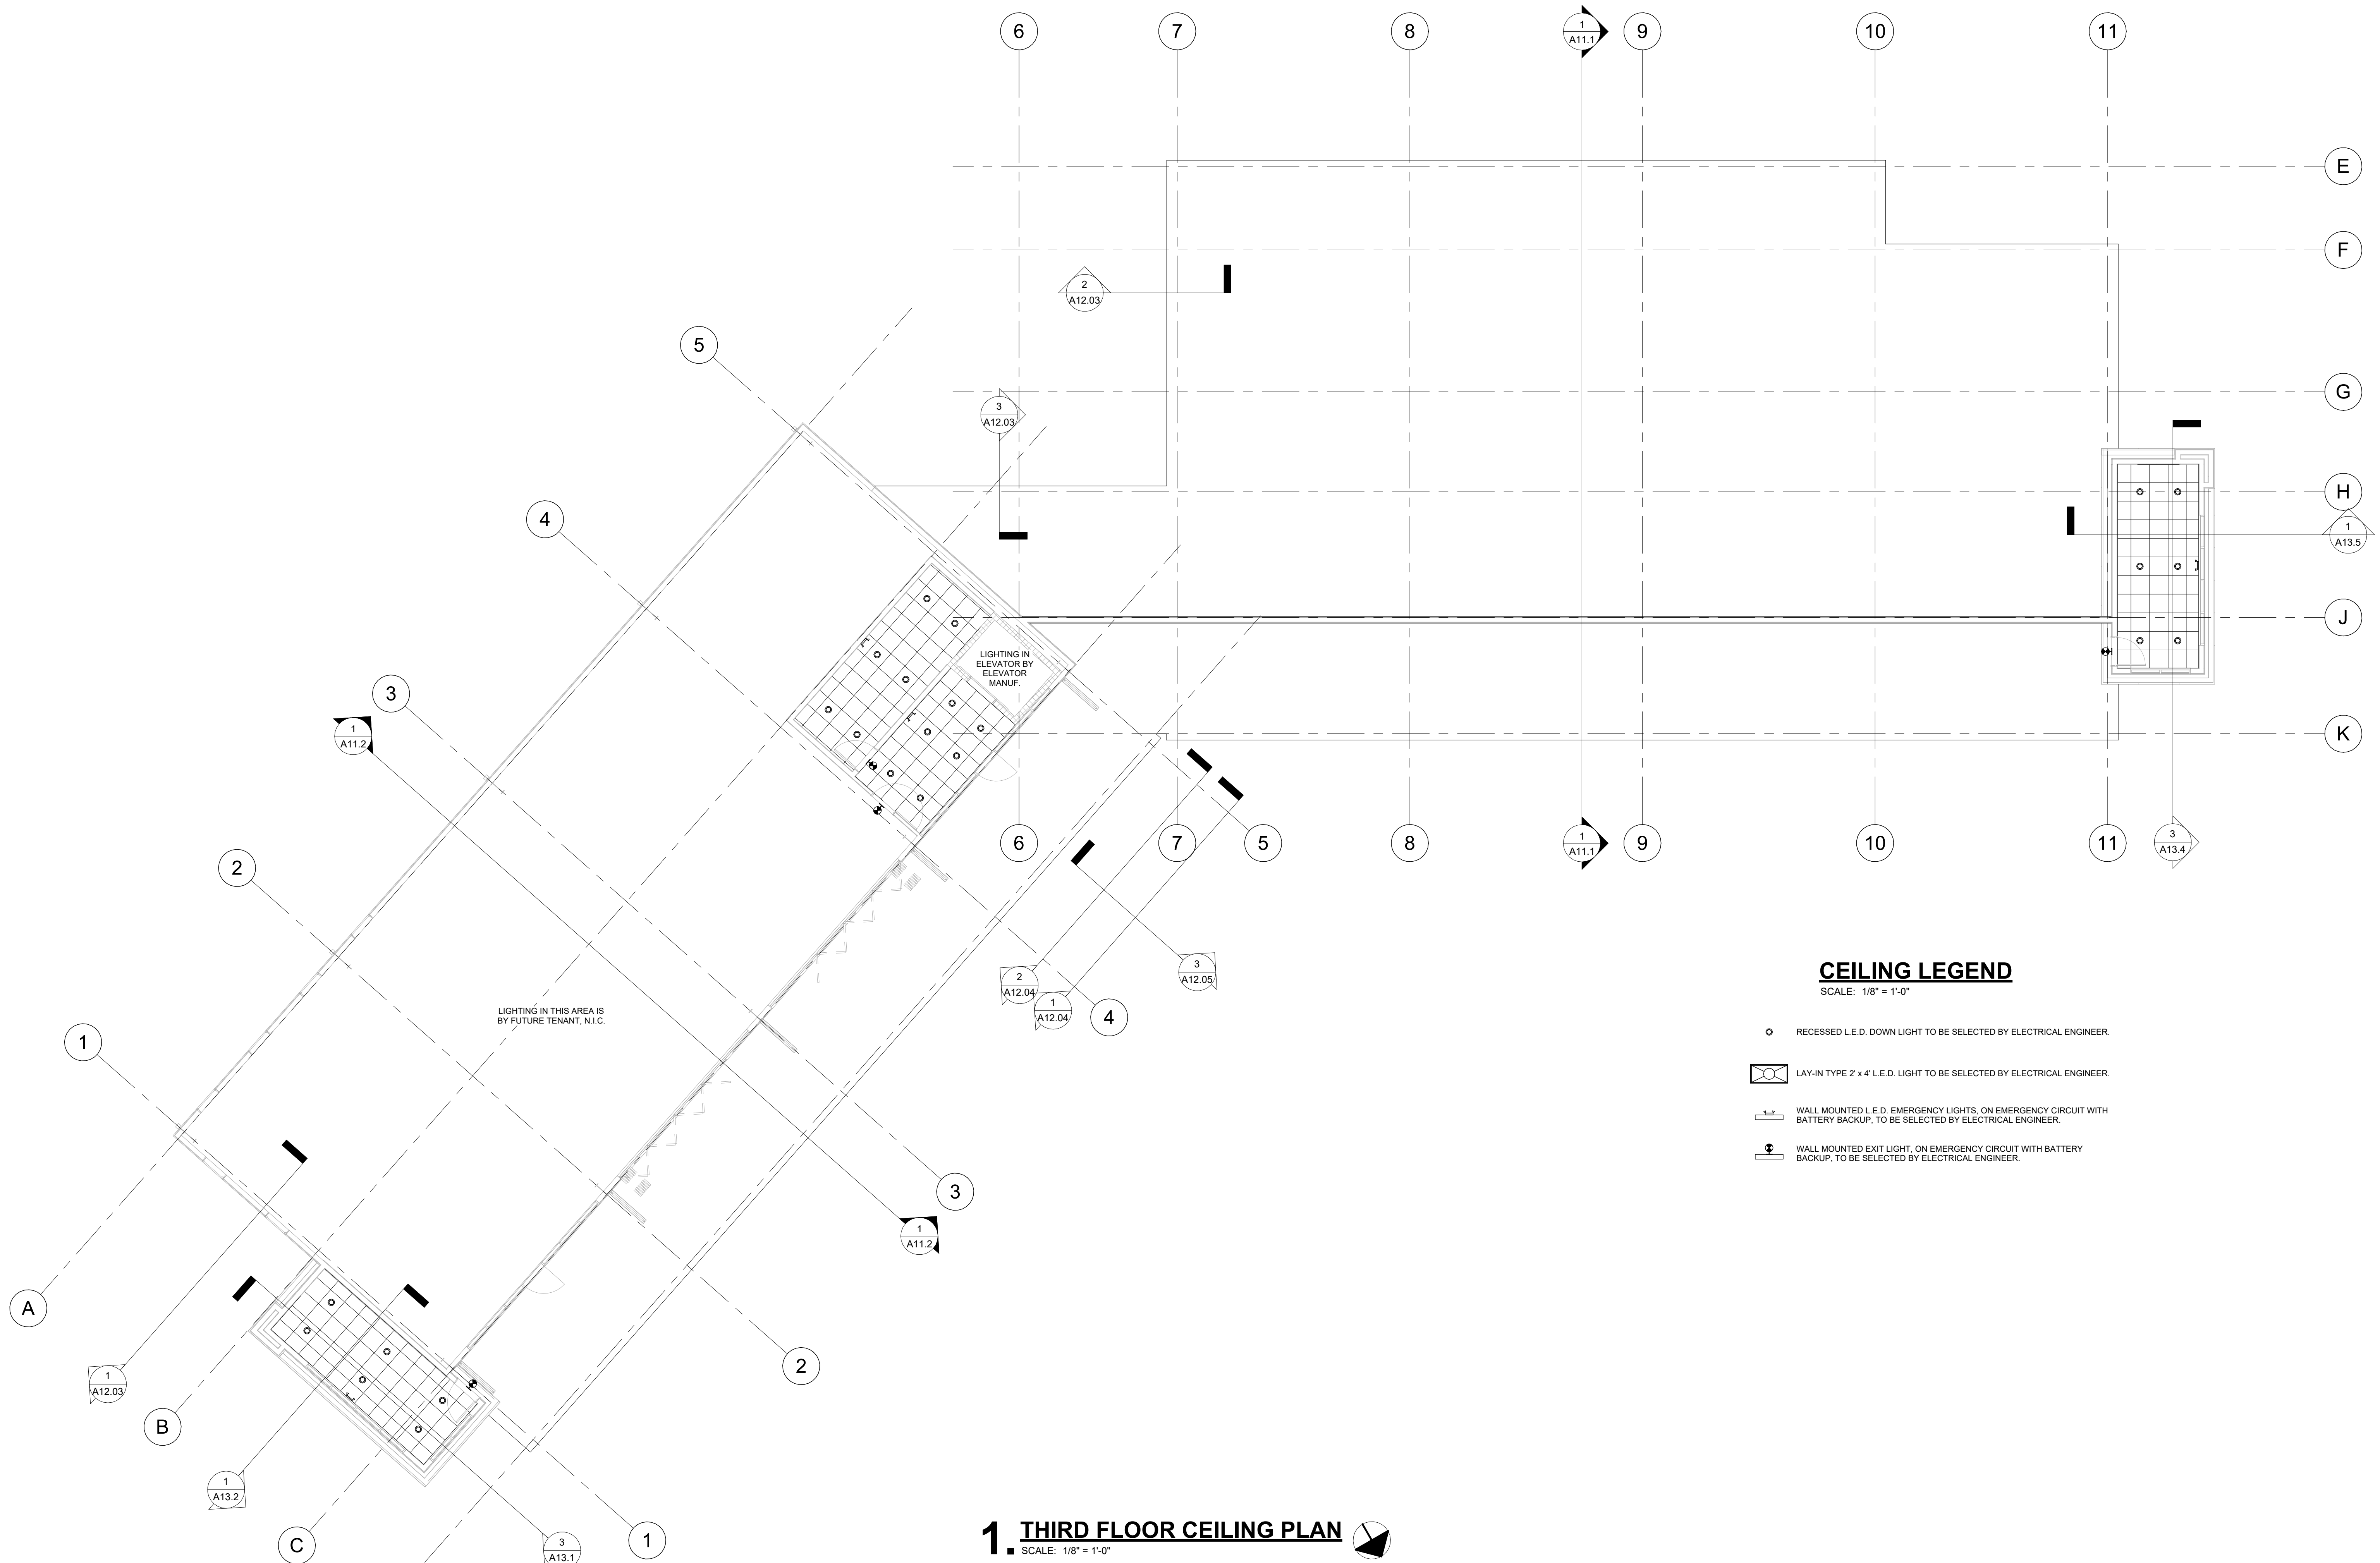 6
7
8
1
A11.1
9
10
11
E
F
2
A12.03
5
G
3
A12.03
4
H
1
A13.5
J
LIGHTING IN
ELEVATOR BY
ELEVATOR
MANUF.
3
1
A11.2
K
2
6
7
5
8
1
A11.1
9
10
11
3
A13.4
2
A12.04
1
A12.04
3
A12.05
4
CEILING LEGEND
SCALE: 1/8" = 1'-0"
RECESSED L.E.D. DOWN LIGHT TO BE SELECTED BY ELECTRICAL ENGINEER.
LAY-IN TYPE 2' x 4' L.E.D. LIGHT TO BE SELECTED BY ELECTRICAL ENGINEER.
WALL MOUNTED L.E.D. EMERGENCY LIGHTS, ON EMERGENCY CIRCUIT WITH
BATTERY BACKUP, TO BE SELECTED BY ELECTRICAL ENGINEER.
WALL MOUNTED EXIT LIGHT, ON EMERGENCY CIRCUIT WITH BATTERY
BACKUP, TO BE SELECTED BY ELECTRICAL ENGINEER.
LIGHTING IN THIS AREA IS
BY FUTURE TENANT, N.I.C.
1
3
1
A11.2
A
2
1
A12.03
B
1
A13.2
C
3
A13.1
1
1. THIRD FLOOR CEILING PLAN
SCALE: 1/8" = 1'-0"